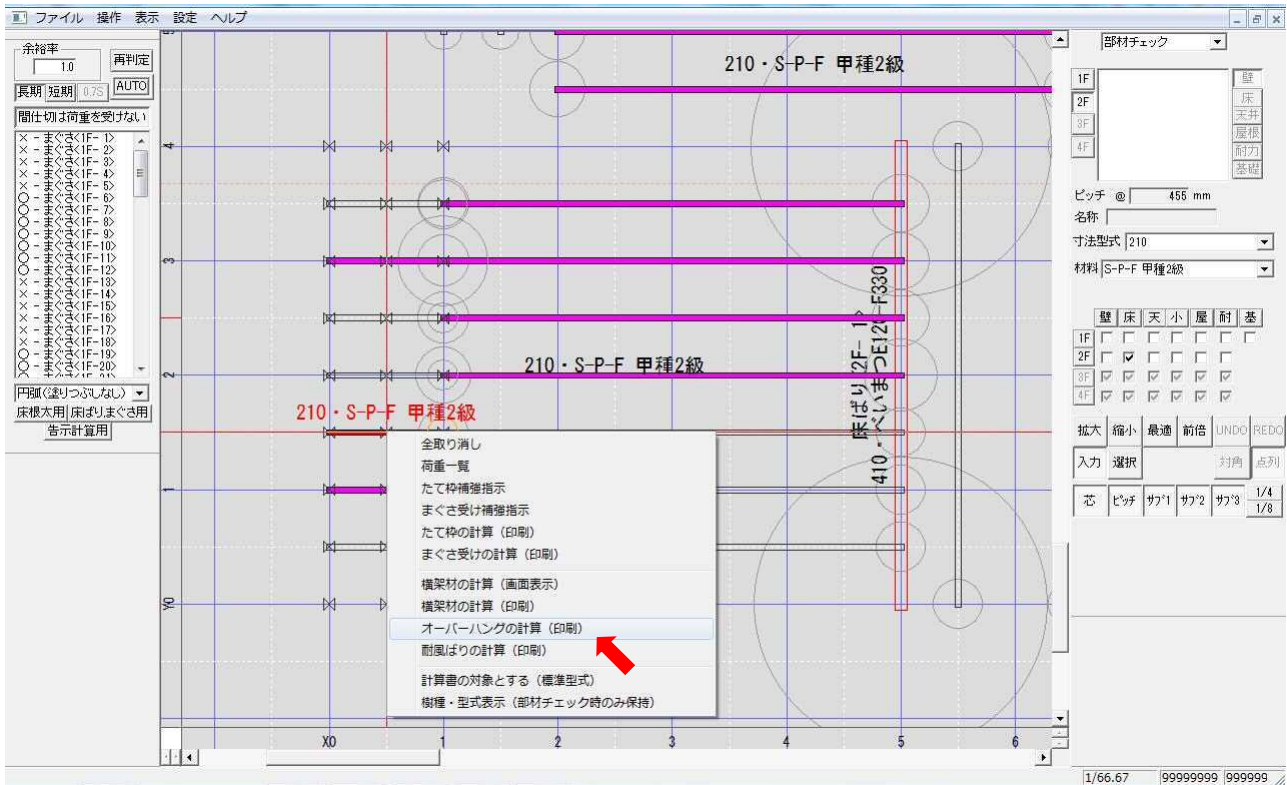 ファイル 操作 表示 設定 ヘルプ
余裕率
1.0
再判定
長期 短期 0.7S AUTO
間仕切は荷重を受けない
× - まぐさ<1F- 1>
× - まぐさ<1F- 2>
× - まぐさ<1F- 3>
× - まぐさ<1F- 4>
× - まぐさ<1F- 5>
○ - まぐさ<1F- 6>
○ - まぐさ<1F- 7>
○ - まぐさ<1F- 8>
○ - まぐさ<1F- 9>
○ - まぐさ<1F-10>
○ - まぐさ<1F-11>
○ - まぐさ<1F-12>
× - まぐさ<1F-13>
× - まぐさ<1F-14>
× - まぐさ<1F-15>
× - まぐさ<1F-16>
× - まぐさ<1F-17>
× - まぐさ<1F-18>
○ - まぐさ<1F-19>
○ - まぐさ<1F-20>
円弧(塗りつぶしなし)
床根太用 床ばりまぐさ用
告示計算用
210・S-P-F 甲種2級
4
3
2
1
Y0
210・S-P-F 甲種2級
210・S-P-F 甲種2級
床ばり<2F- 1>
410・べいまつE120-F330
全取り消し
荷重一覧
たて枠補強指示
まぐさ受け補強指示
たて枠の計算(印刷)
まぐさ受けの計算(印刷)
横架材の計算(画面表示)
横架材の計算(印刷)
オーバーハングの計算(印刷)
耐風ばりの計算(印刷)
計算書の対象とする(標準型式)
樹種・型式表示(部材チェック時のみ保持)
X0 1 2 3 4 5 6
部材チェック
1F
2F
3F
4F
壁
床
天井
屋根
耐力
基礎
ピッチ @ 455 mm
名称
寸法型式 210
材料 S-P-F 甲種2級
壁 床 天 小 屋 耐 基
1F
2F
3F
4F
拡大 縮小 最適 前倍 UNDO REDO
入力 選択 対角 点列
芯 ピッチ サブ1 サブ2 サブ3 1/4
1/8
1/66.67 99999999 999999